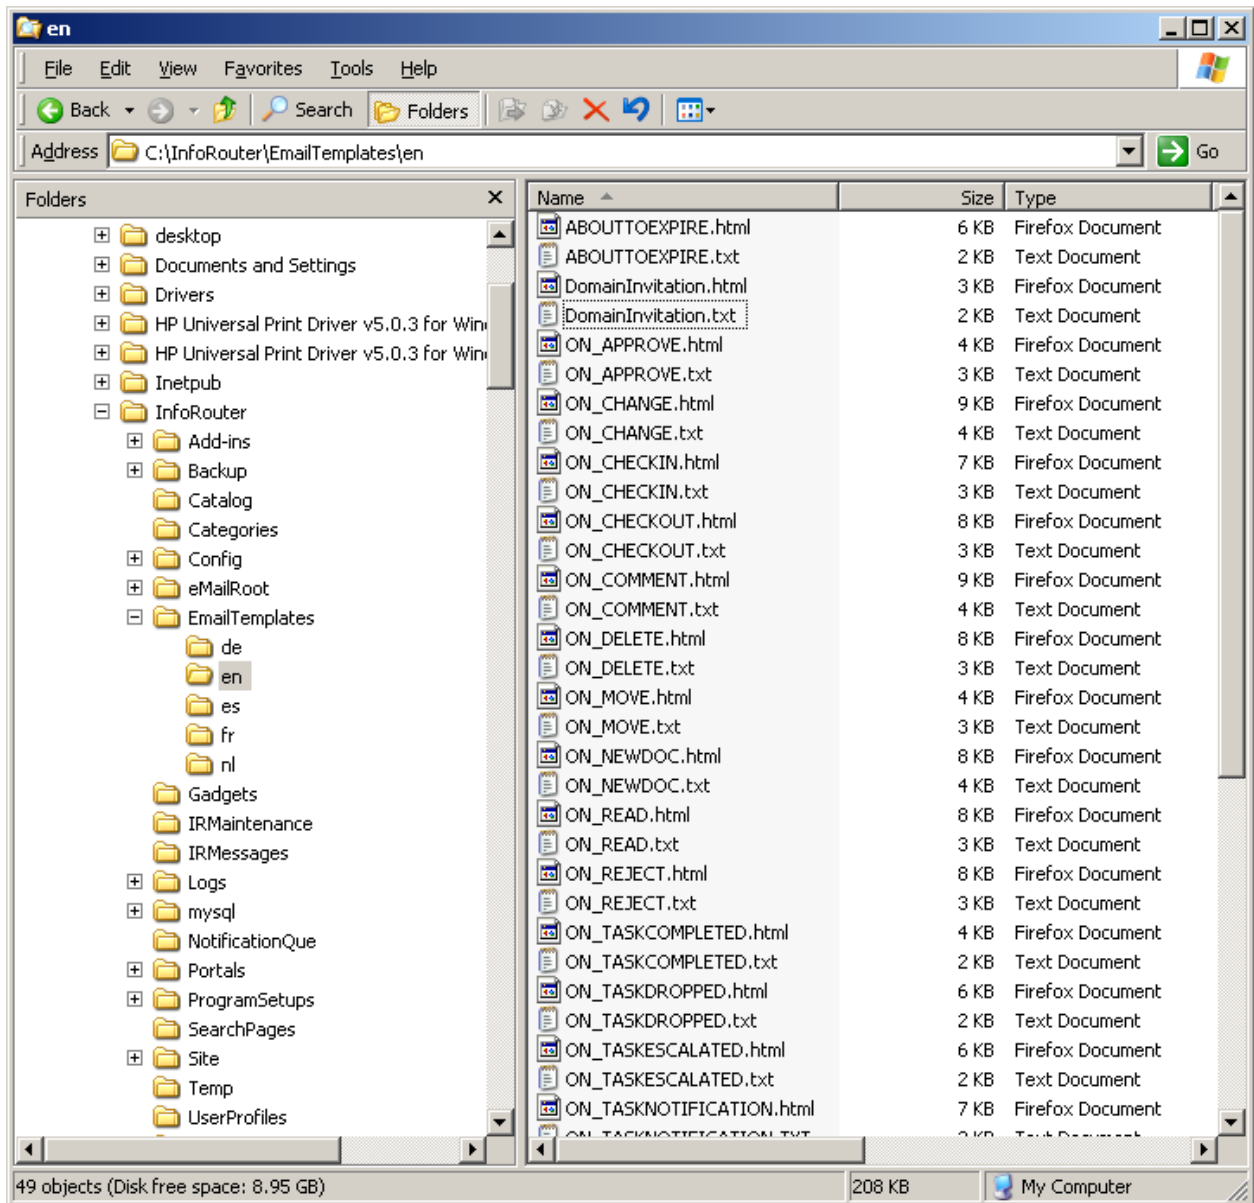 en
File Edit View Favorites Tools Help
Back Search Folders
Address C:\InfoRouter\EmailTemplates\en Go
Folders
desktop
Documents and Settings
Drivers
HP Universal Print Driver v5.0.3 for Win
HP Universal Print Driver v5.0.3 for Win
Inetpub
InfoRouter
Add-ins
Backup
Catalog
Categories
Config
eMailRoot
EmailTemplates
de
en
es
fr
nl
Gadgets
IRMaintenance
IRMessages
Logs
mysql
NotificationQue
Portals
ProgramSetups
SearchPages
Site
Temp
UserProfiles
Name Size Type
ABOUTTOEXPIRE.html 6 KB Firefox Document
ABOUTTOEXPIRE.txt 2 KB Text Document
DomainInvitation.html 3 KB Firefox Document
DomainInvitation.txt 2 KB Text Document
ON_APPROVE.html 4 KB Firefox Document
ON_APPROVE.txt 3 KB Text Document
ON_CHANGE.html 9 KB Firefox Document
ON_CHANGE.txt 4 KB Text Document
ON_CHECKIN.html 7 KB Firefox Document
ON_CHECKIN.txt 3 KB Text Document
ON_CHECKOUT.html 8 KB Firefox Document
ON_CHECKOUT.txt 3 KB Text Document
ON_COMMENT.html 9 KB Firefox Document
ON_COMMENT.txt 4 KB Text Document
ON_DELETE.html 8 KB Firefox Document
ON_DELETE.txt 3 KB Text Document
ON_MOVE.html 4 KB Firefox Document
ON_MOVE.txt 3 KB Text Document
ON_NEWDOC.html 8 KB Firefox Document
ON_NEWDOC.txt 4 KB Text Document
ON_READ.html 8 KB Firefox Document
ON_READ.txt 3 KB Text Document
ON_REJECT.html 8 KB Firefox Document
ON_REJECT.txt 3 KB Text Document
ON_TASKCOMPLETED.html 4 KB Firefox Document
ON_TASKCOMPLETED.txt 2 KB Text Document
ON_TASKDROPPED.html 6 KB Firefox Document
ON_TASKDROPPED.txt 2 KB Text Document
ON_TASKESCALATED.html 6 KB Firefox Document
ON_TASKESCALATED.txt 2 KB Text Document
ON_TASKNOTIFICATION.html 7 KB Firefox Document
ON_TASKNOTIFICATION.TXT KB Text Document
49 objects (Disk free space: 8.95 GB) 208 KB My Computer